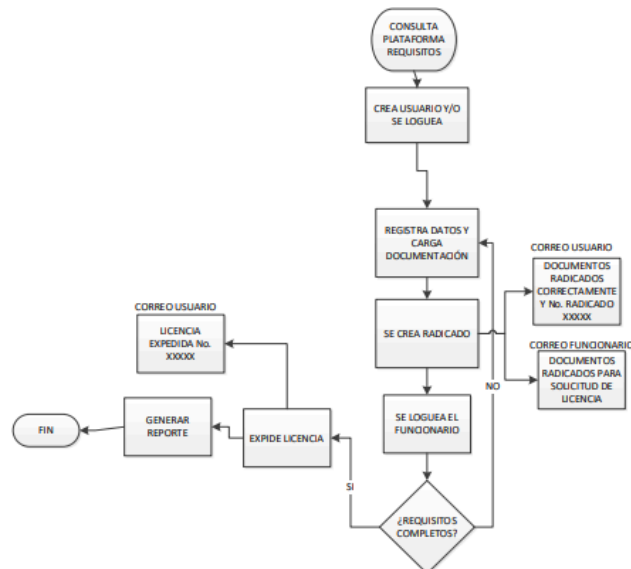 CONSULTA
PLATAFORMA
REQUISITOS
CREA USUARIO Y/O
SE LOGUEA
REGISTRA DATOS Y
CARGA
DOCUMENTACIÓN
CORREO USUARIO
DOCUMENTOS
RADICADOS
CORRECTAMENTE
Y No. RADICADO
XXXXX
SE CREA RADICADO
CORREO FUNCIONARIO
DOCUMENTOS
RADICADOS PARA
SOLICITUD DE
LICENCIA
CORREO USUARIO
LICENCIA
EXPEDIDA No.
XXXXX
NO
SE LOGUEA EL
FUNCIONARIO
GENERAR
REPORTE
FIN
EXPIDE LICENCIA
SI
¿REQUISITOS
COMPLETOS?